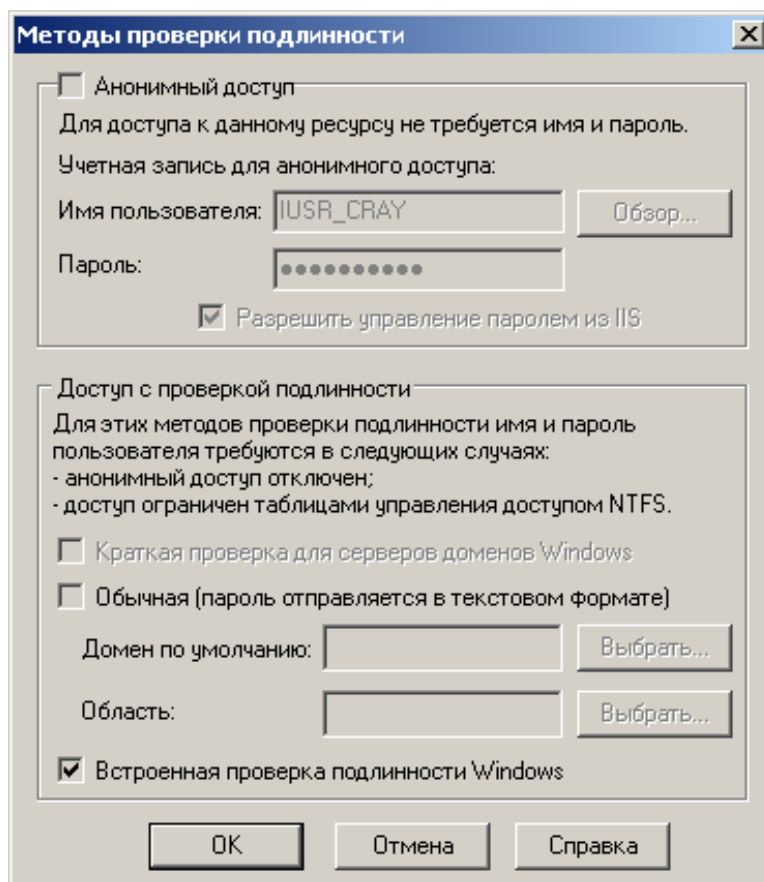 Методы проверки подлинности
Анонимный доступ
Для доступа к данному ресурсу не требуется имя и пароль.
Учетная запись для анонимного доступа:
Имя пользователя: IUSR_CRAY Обзор...
Пароль: ●●●●●●●●●●
Разрешить управление паролем из IIS
Доступ с проверкой подлинности
Для этих методов проверки подлинности имя и пароль
пользователя требуются в следующих случаях:
- анонимный доступ отключен;
- доступ ограничен таблицами управления доступом NTFS.
Краткая проверка для серверов доменов Windows
Обычная (пароль отправляется в текстовом формате)
Домен по умолчанию: Выбрать...
Область: Выбрать...
Встроенная проверка подлинности Windows
OK Отмена Справка